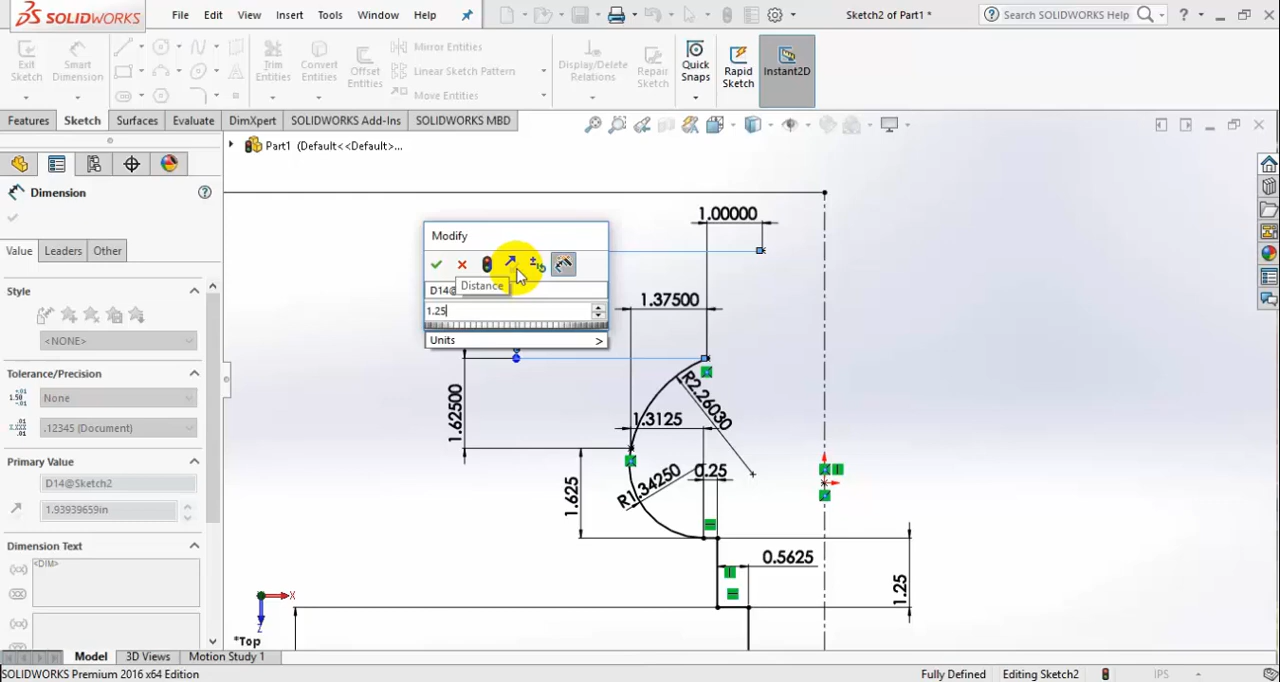 SOLIDWORKS File Edit View Insert Tools Window Help Sketch2 of Part1 * Search SOLIDWORKS Help ?
Exit Sketch
Smart Dimension
Trim Entities
Convert Entities
Offset Entities
Mirror Entities
Linear Sketch Pattern
Move Entities
Display/Delete Relations
Repair Sketch
Quick Snaps
Rapid Sketch
Instant2D
Features Sketch Surfaces Evaluate DimXpert SOLIDWORKS Add-Ins SOLIDWORKS MBD
Part1 (Default<<Default>...
Dimension
Value Leaders Other
Style
<NONE>
Tolerance/Precision
None
.12345 (Document)
Primary Value
D14@Sketch2
1.93939659in
Dimension Text
<DIM>
Modify
Distance
D14@
1.25
Units >
1.00000
1.37500
1.62500
R2.26030
1.3125
0.25
R1.34250
1.625
0.5625
1.25
X
Z
*Top
Model 3D Views Motion Study 1
SOLIDWORKS Premium 2016 x64 Edition Fully Defined Editing Sketch2 IPS